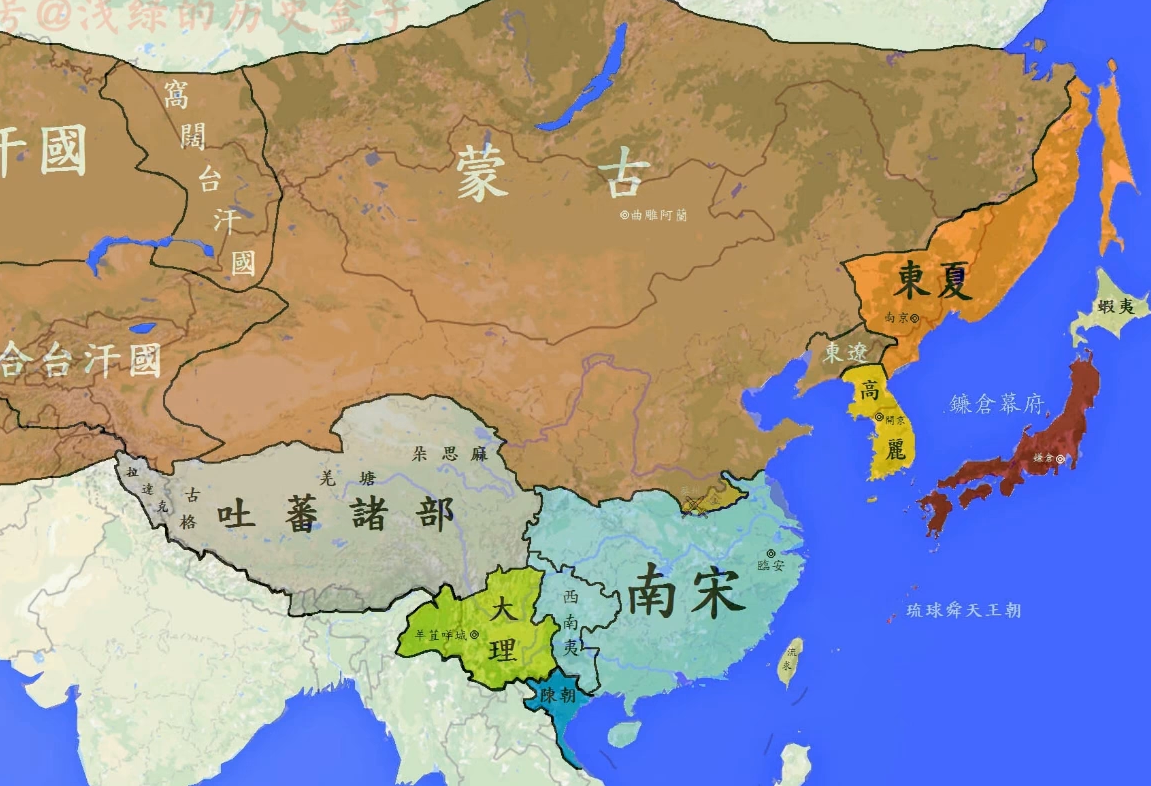 号@浅绿的历史盒子
窩闊台汗國
汗國
蒙古
曲雕阿蘭
東夏
南京
蝦夷
合台汗國
東遼
高麗
開京
鐮倉幕府
鐮倉
朵思麻
羌塘
拉達克
古格
吐蕃諸部
金
臨安
南宋
西南夷
大理
羊苴咩城
琉球舜天王朝
流求
陳朝